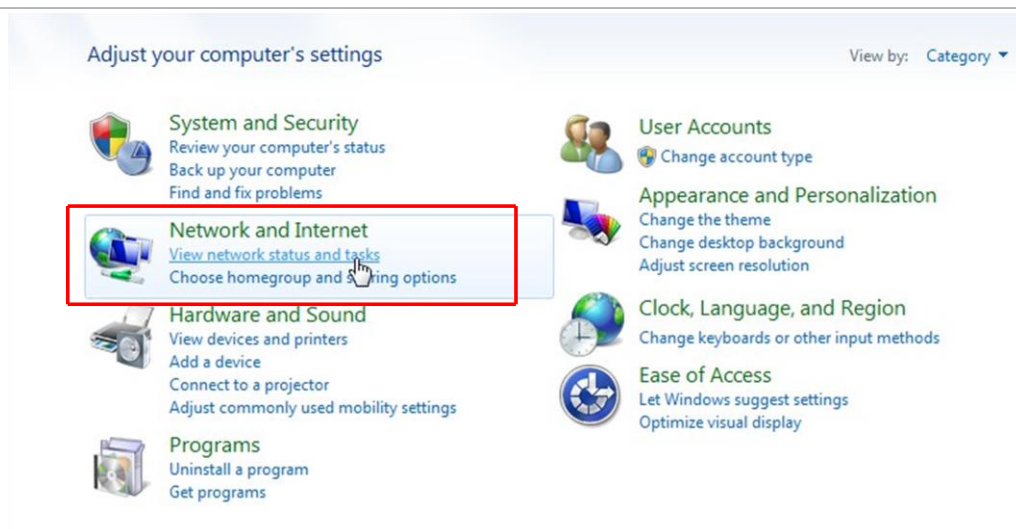 Adjust your computer's settings
View by: Category
System and Security
Review your computer's status
Back up your computer
Find and fix problems
Network and Internet
View network status and tasks
Choose homegroup and sharing options
Hardware and Sound
View devices and printers
Add a device
Connect to a projector
Adjust commonly used mobility settings
Programs
Uninstall a program
Get programs
User Accounts
Change account type
Appearance and Personalization
Change the theme
Change desktop background
Adjust screen resolution
Clock, Language, and Region
Change keyboards or other input methods
Ease of Access
Let Windows suggest settings
Optimize visual display